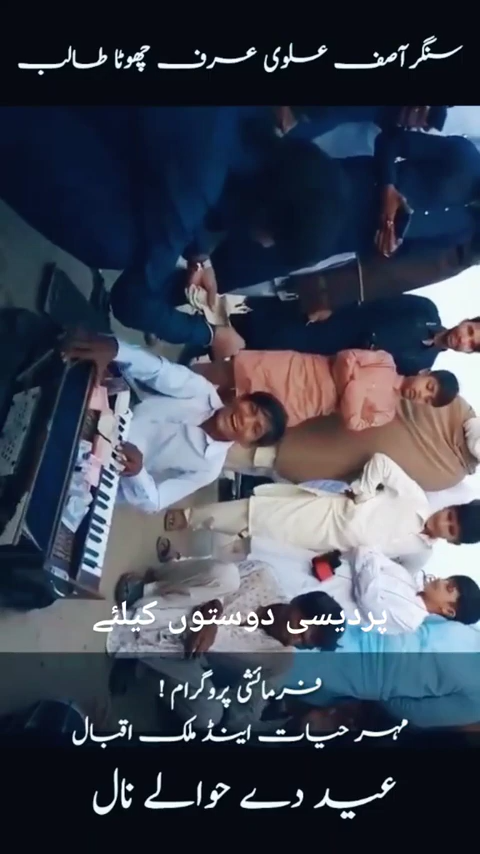 سنگر آصف علوی عرف چھوٹا طالب
پردیسی دوستوں کیلئے
فرمائشی پروگرام !
مہر حیات اینڈ ملک اقبال
عید دے حوالے نال